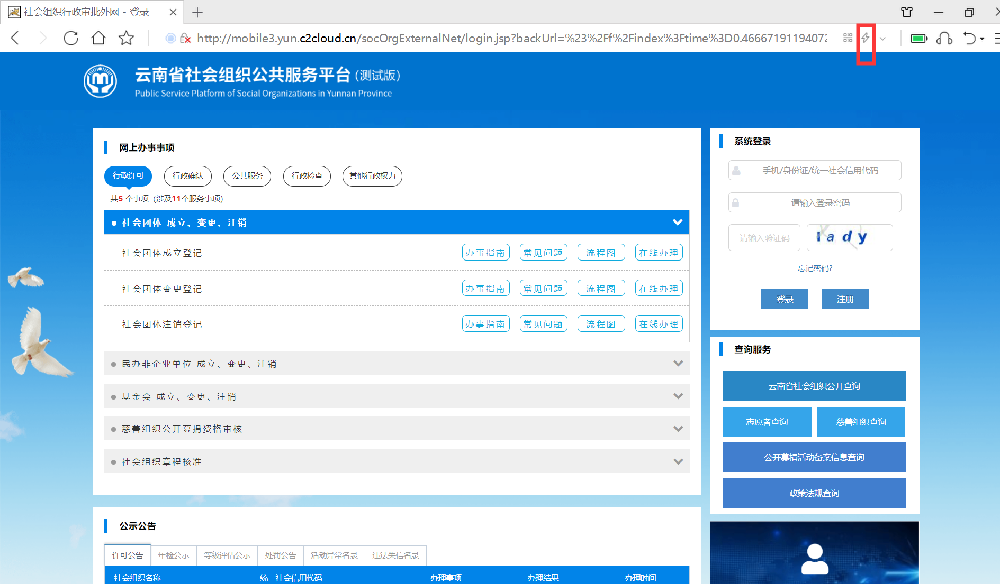 社会组织行政审批外网 - 登录
http://mobile3.yun.c2cloud.cn/socOrgExternalNet/login.jsp?backUrl=%23%2Ff%2Findex%3Ftime%3D0.46667191194072
云南省社会组织公共服务平台 (测试版)
Public Service Platform of Social Organizations in Yunnan Province
网上办事事项
行政许可 行政确认 公共服务 行政检查 其他行政权力
共5 个事项 (涉及11个服务事项)
社会团体 成立、变更、注销
社会团体成立登记 办事指南 常见问题 流程图 在线办理
社会团体变更登记 办事指南 常见问题 流程图 在线办理
社会团体注销登记 办事指南 常见问题 流程图 在线办理
民办非企业单位 成立、变更、注销
基金会 成立、变更、注销
慈善组织公开募捐资格审核
社会组织章程核准
系统登录
手机/身份证/统一社会信用代码
请输入登录密码
请输入验证码 lady
忘记密码?
登录 注册
查询服务
云南省社会组织公开查询
志愿者查询 慈善组织查询
公开募捐活动备案信息查询
政策法规查询
公示公告
许可公告 年检公示 等级评估公示 处罚公告 活动异常名录 违法失信名录
社会组织名称 统一社会信用代码 办理事项 办理结果 办理时间